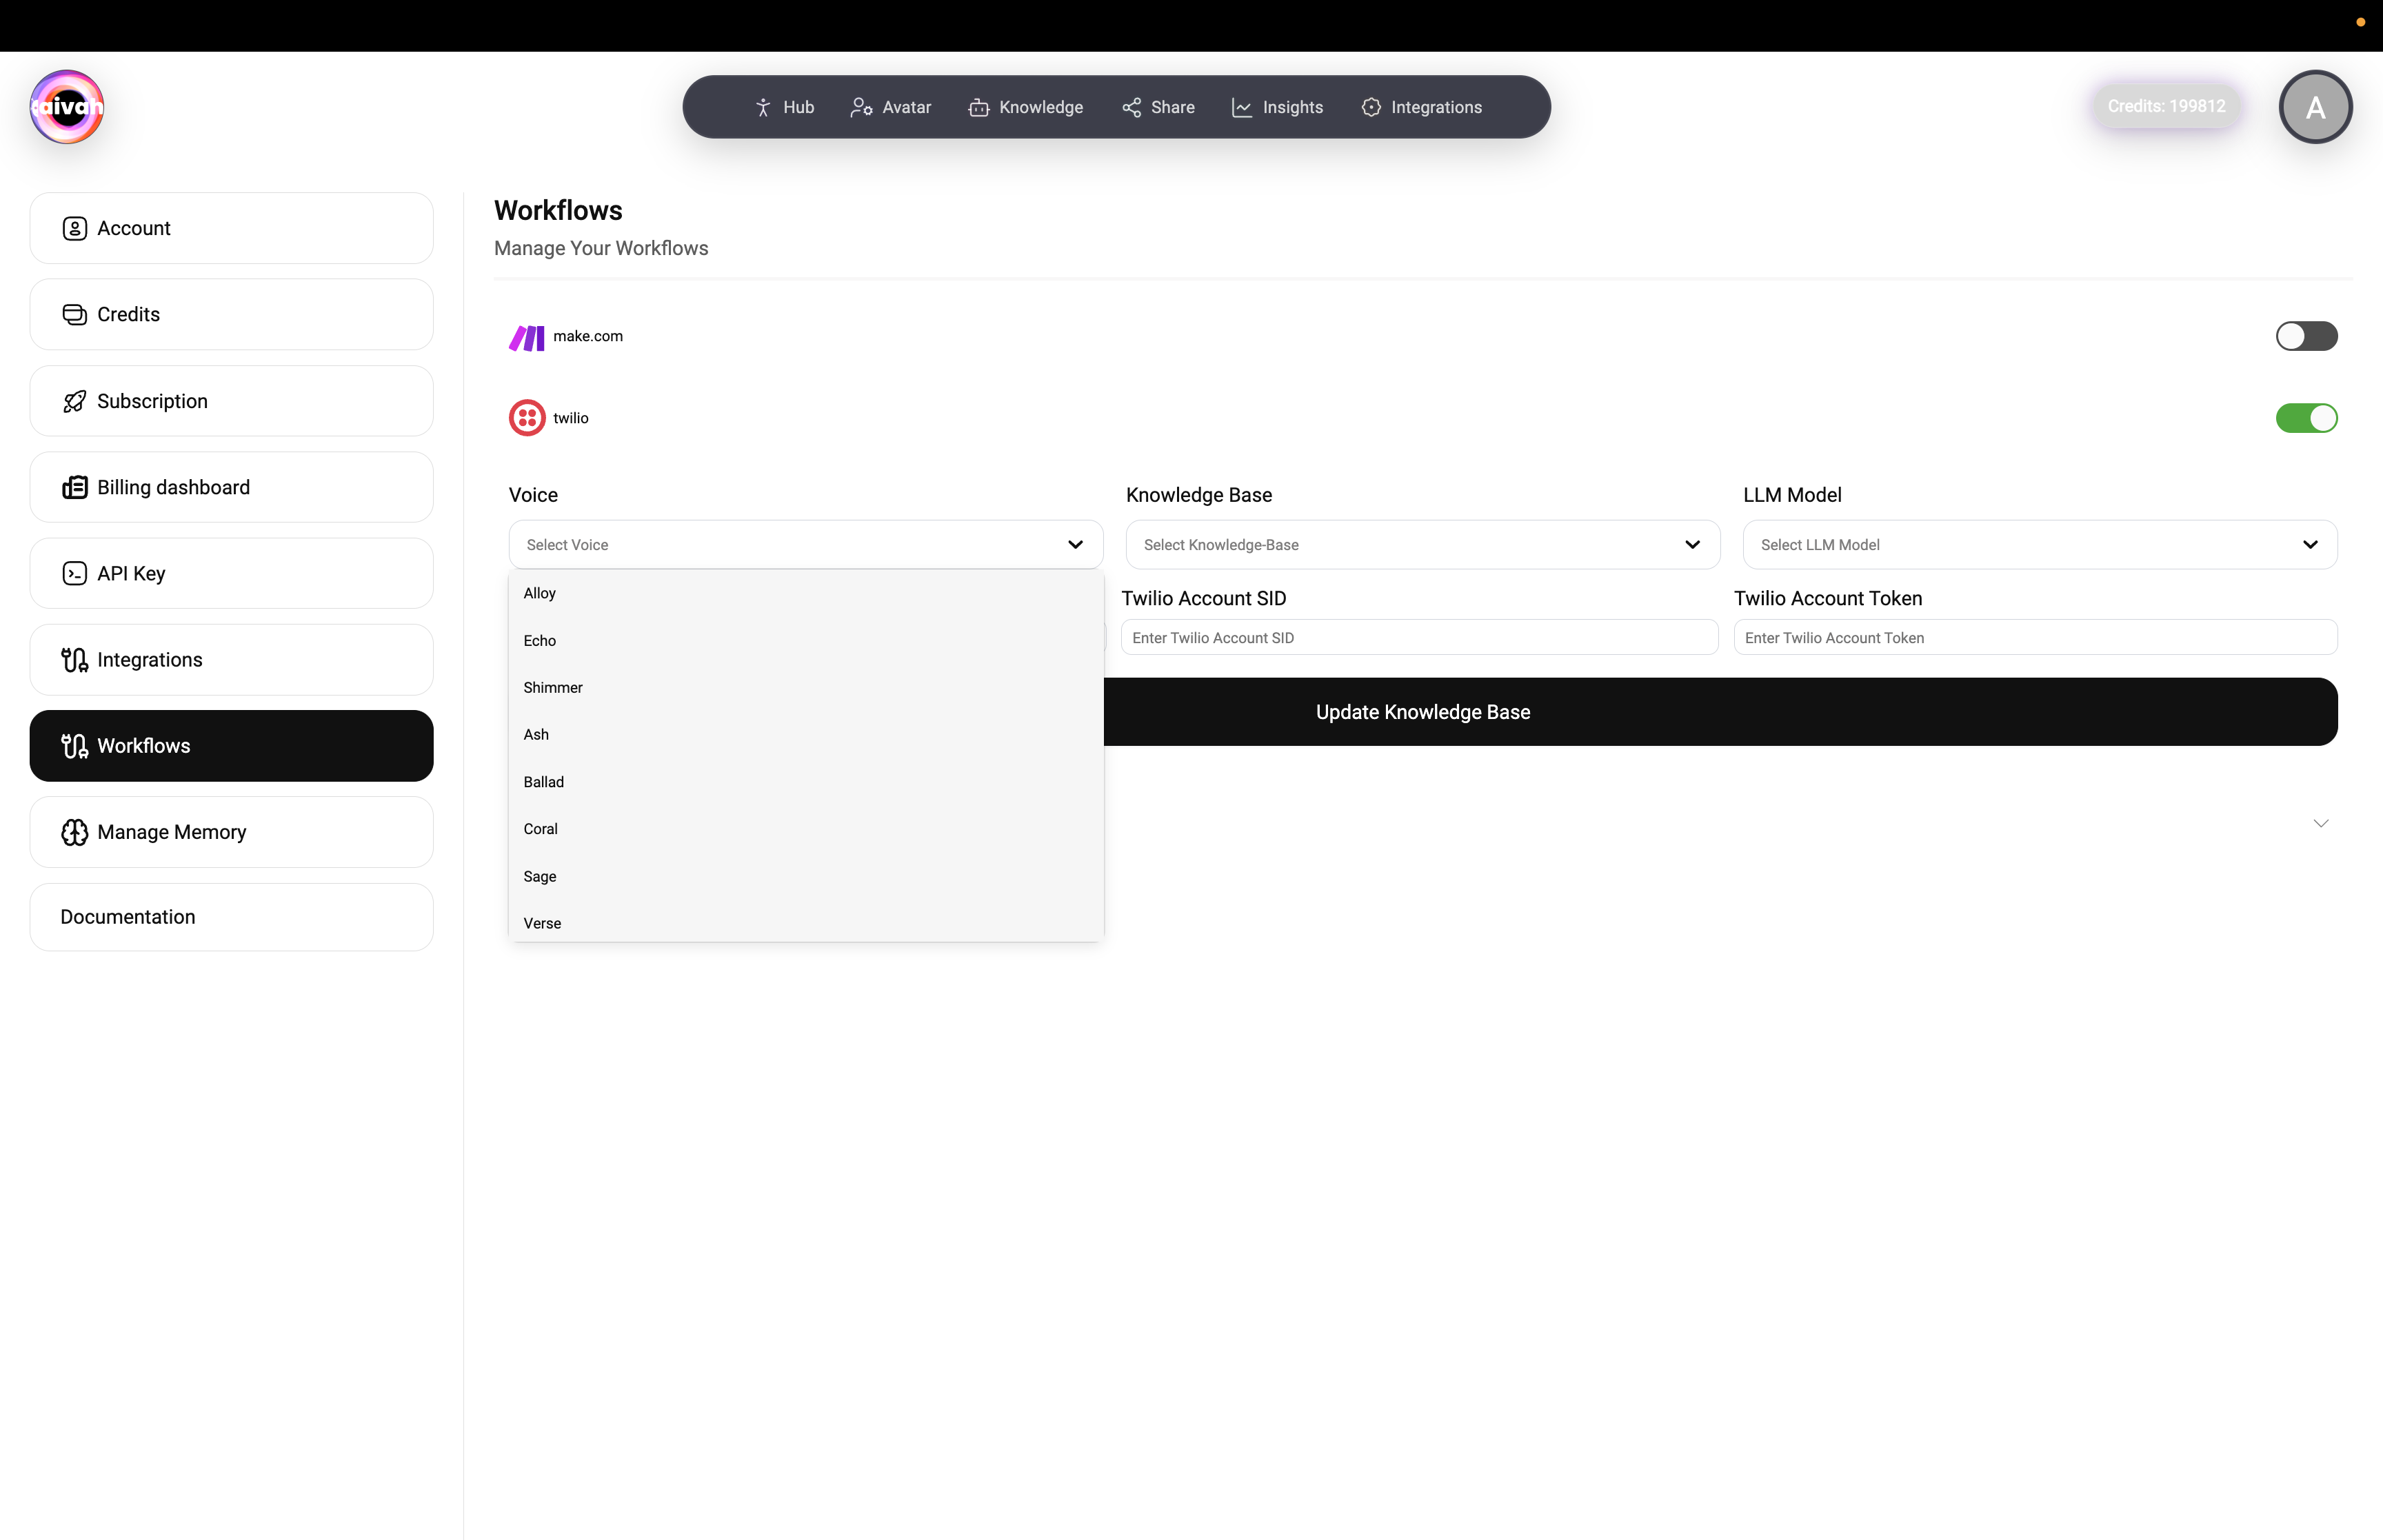 aivah
Hub
Avatar
Knowledge
Share
Insights
Integrations
Credits: 199812
A
Account
Credits
Subscription
Billing dashboard
API Key
Integrations
Workflows
Manage Memory
Documentation
Workflows
Manage Your Workflows
make.com
twilio
Voice
Knowledge Base
LLM Model
Select Voice
Select Knowledge-Base
Select LLM Model
Alloy
Echo
Shimmer
Ash
Ballad
Coral
Sage
Verse
Twilio Account SID
Twilio Account Token
Enter Twilio Account SID
Enter Twilio Account Token
Update Knowledge Base